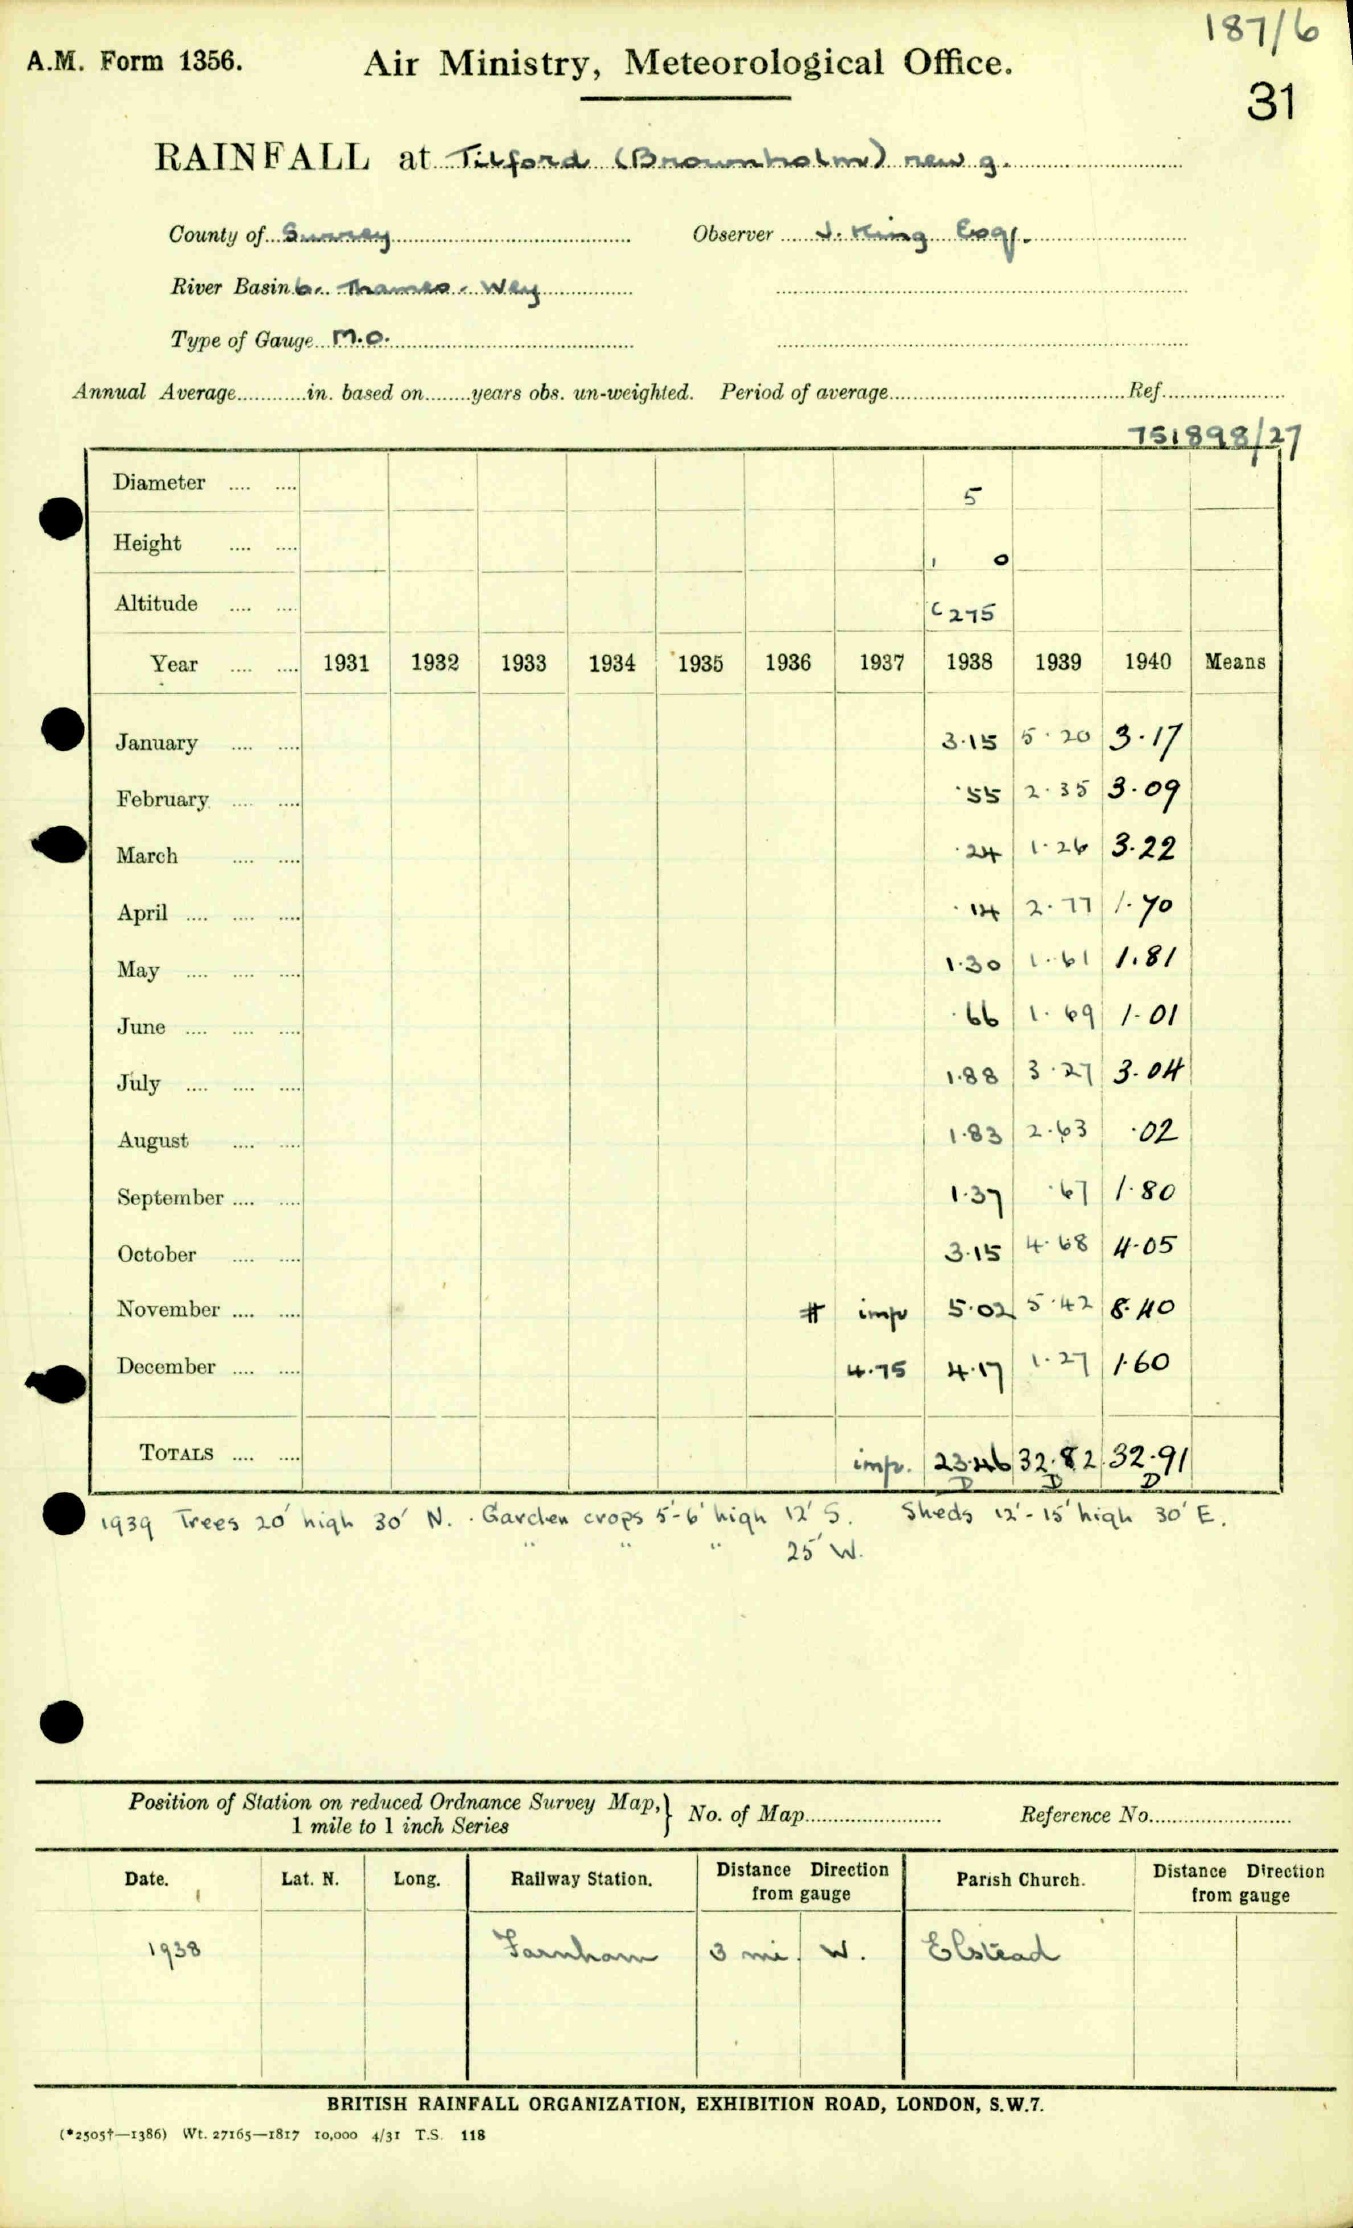 187/6
A.M. Form 1356. Air Ministry, Meteorological Office.
31
RAINFALL at Tilford (Brownholm) new g.
County of Surrey Observer J. King Esq.
River Basin 6. Thames - Wey
Type of Gauge M.O.
Annual Average............in. based on........years obs. un-weighted. Period of average........................................Ref.....................
751898/27
Diameter .... .... 5
Height .... .... 1 0
Altitude .... .... c 275
Year .... .... 1931 1932 1933 1934 1935 1936 1937 1938 1939 1940 Means
January .... .... 3.15 5.20 3.17
February .... .... .55 2.35 3.09
March .... .... .24 1.26 3.22
April .... .... .... .14 2.77 1.70
May .... .... .... 1.30 1.61 1.81
June .... .... .... .66 1.69 1.01
July .... .... .... 1.88 3.27 3.04
August .... .... 1.83 2.63 .02
September .... .... 1.37 .67 1.80
October .... .... 3.15 4.68 4.05
November .... .... # imp 5.02 5.42 8.40
December .... .... 4.75 4.17 1.27 1.60
TOTALS .... .... imp. 23.46 32.82 32.91
D D D
1939 Trees 20' high 30' N. Garden crops 5'-6' high 12' S. Sheds 12'-15' high 30' E.
" " " 25' W.
Position of Station on reduced Ordnance Survey Map,} No. of Map........................ Reference No.........................
1 mile to 1 inch Series
Date. Lat. N. Long. Railway Station. Distance Direction from gauge Parish Church. Distance Direction from gauge
1938 Farnham 3 mi. W. Elstead
BRITISH RAINFALL ORGANIZATION, EXHIBITION ROAD, LONDON, S.W.7.
(*2505†—1386) Wt. 27165—1817 10,000 4/31 T.S. 118